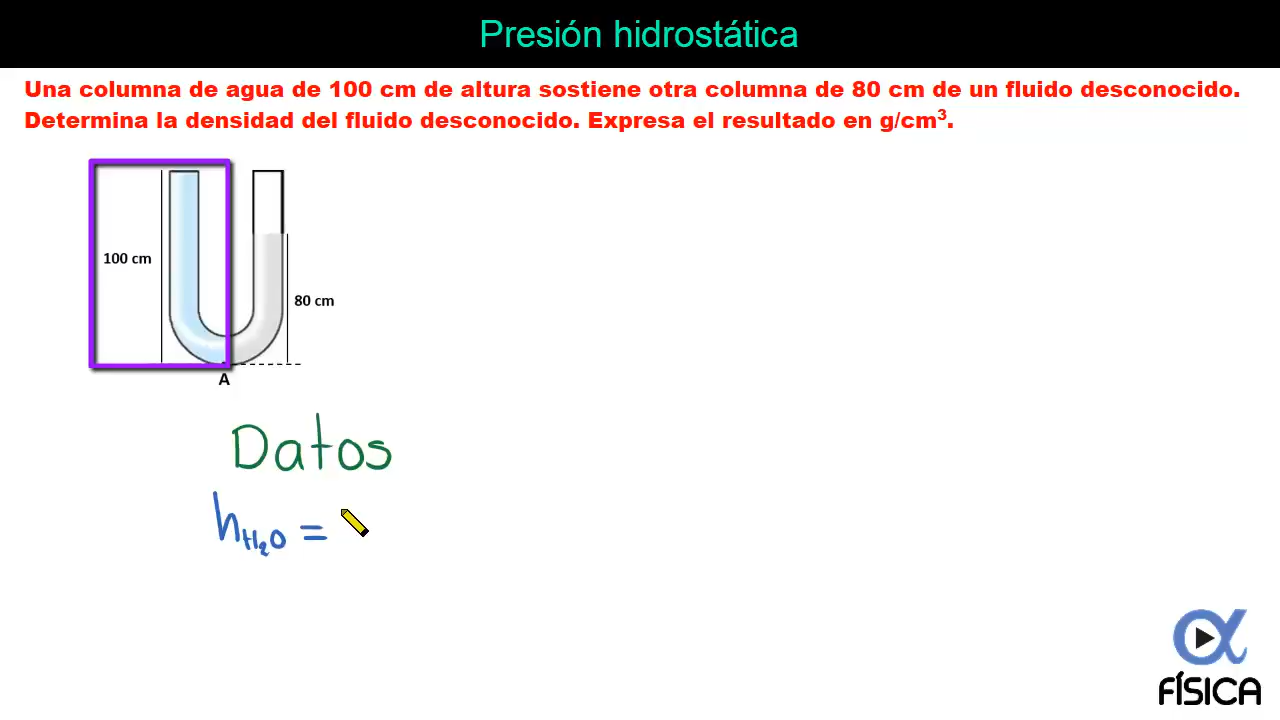 Presión hidrostática
Una columna de agua de 100 cm de altura sostiene otra columna de 80 cm de un fluido desconocido.
Determina la densidad del fluido desconocido. Expresa el resultado en g/cm³.
100 cm
80 cm
A
Datos
h_H₂O =
FÍSICA